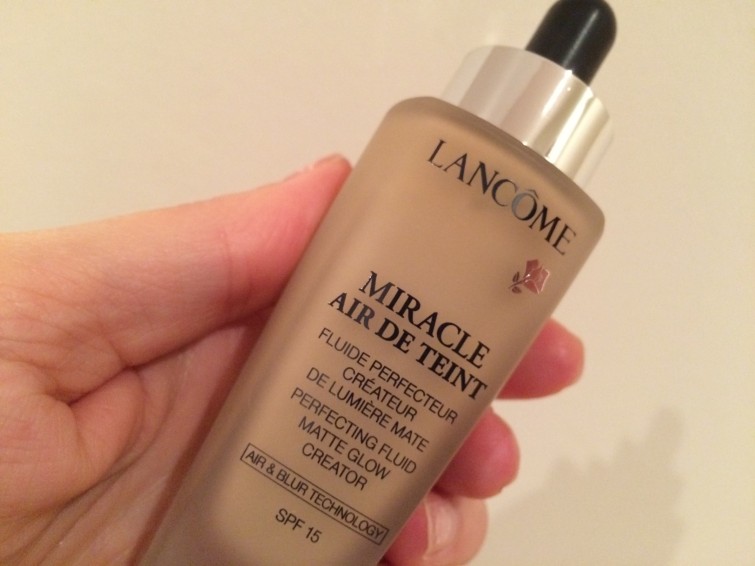 LANCÔME
MIRACLE
AIR DE TEINT
FLUIDE PERFECTEUR
CRÉATEUR
DE LUMIÈRE MATE
PERFECTING FLUID
MATTE GLOW
CREATOR
AIR & BLUR TECHNOLOGY
SPF 15